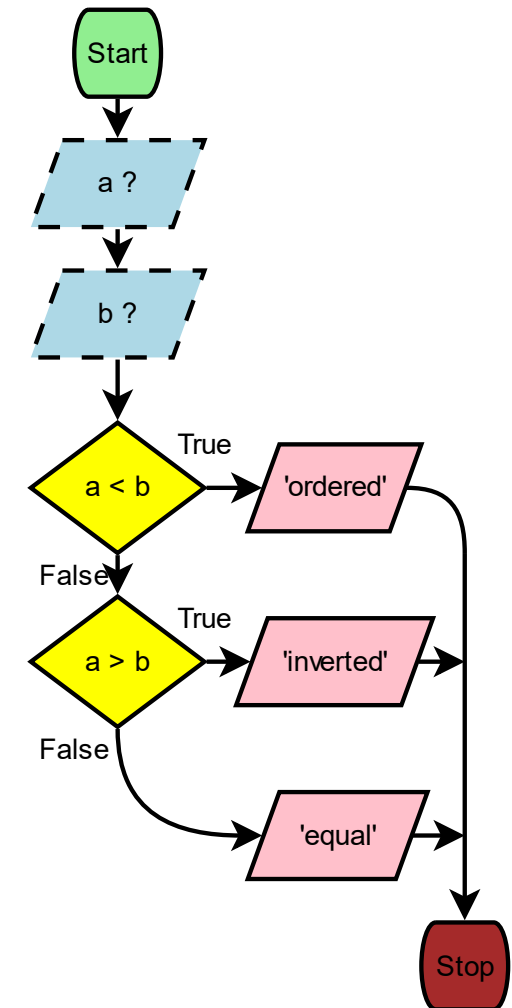 Start
a ?
b ?
a < b
True
'ordered'
False
a > b
True
'inverted'
False
'equal'
Stop